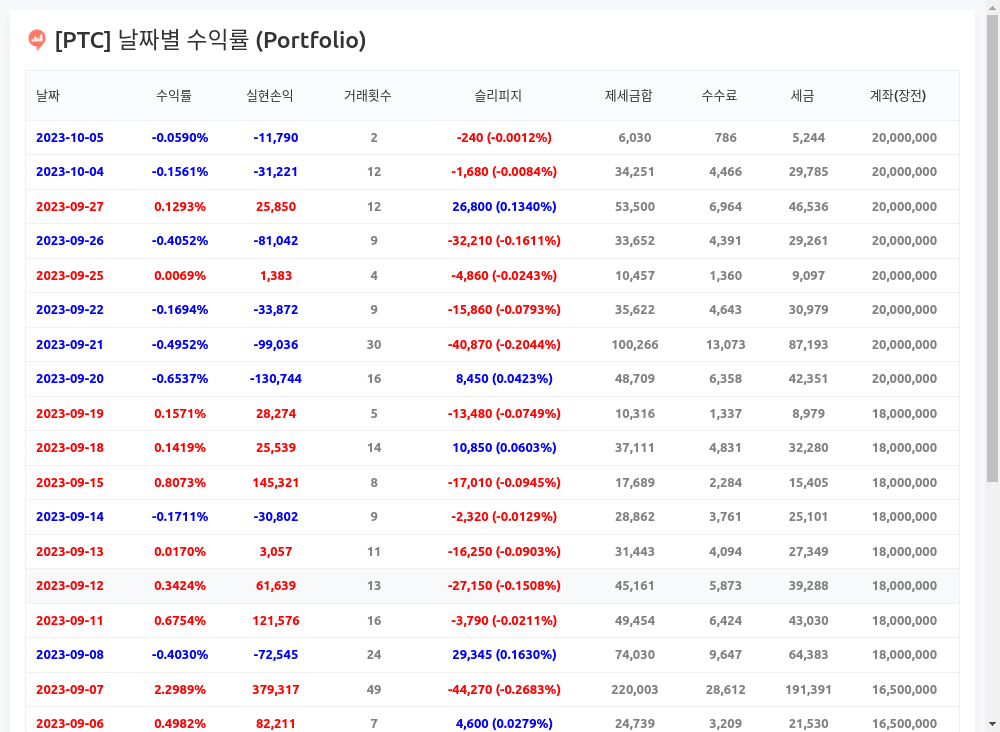 [PTC] 날짜별 수익률 (Portfolio)
날짜 수익률 실현손익 거래횟수 슬리피지 제세금합 수수료 세금 계좌(장전)
2023-10-05 -0.0590% -11,790 2 -240 (-0.0012%) 6,030 786 5,244 20,000,000
2023-10-04 -0.1561% -31,221 12 -1,680 (-0.0084%) 34,251 4,466 29,785 20,000,000
2023-09-27 0.1293% 25,850 12 26,800 (0.1340%) 53,500 6,964 46,536 20,000,000
2023-09-26 -0.4052% -81,042 9 -32,210 (-0.1611%) 33,652 4,391 29,261 20,000,000
2023-09-25 0.0069% 1,383 4 -4,860 (-0.0243%) 10,457 1,360 9,097 20,000,000
2023-09-22 -0.1694% -33,872 9 -15,860 (-0.0793%) 35,622 4,643 30,979 20,000,000
2023-09-21 -0.4952% -99,036 30 -40,870 (-0.2044%) 100,266 13,073 87,193 20,000,000
2023-09-20 -0.6537% -130,744 16 8,450 (0.0423%) 48,709 6,358 42,351 20,000,000
2023-09-19 0.1571% 28,274 5 -13,480 (-0.0749%) 10,316 1,337 8,979 18,000,000
2023-09-18 0.1419% 25,539 14 10,850 (0.0603%) 37,111 4,831 32,280 18,000,000
2023-09-15 0.8073% 145,321 8 -17,010 (-0.0945%) 17,689 2,284 15,405 18,000,000
2023-09-14 -0.1711% -30,802 9 -2,320 (-0.0129%) 28,862 3,761 25,101 18,000,000
2023-09-13 0.0170% 3,057 11 -16,250 (-0.0903%) 31,443 4,094 27,349 18,000,000
2023-09-12 0.3424% 61,639 13 -27,150 (-0.1508%) 45,161 5,873 39,288 18,000,000
2023-09-11 0.6754% 121,576 16 -3,790 (-0.0211%) 49,454 6,424 43,030 18,000,000
2023-09-08 -0.4030% -72,545 24 29,345 (0.1630%) 74,030 9,647 64,383 18,000,000
2023-09-07 2.2989% 379,317 49 -44,270 (-0.2683%) 220,003 28,612 191,391 16,500,000
2023-09-06 0.4982% 82,211 7 4,600 (0.0279%) 24,739 3,209 21,530 16,500,000